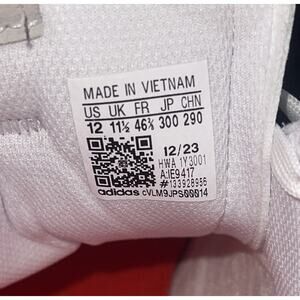 MADE IN VIETNAM
US UK FR JP CHN
12 11½ 46⅔ 300 290
12/23
HWA 1Y3001
A:IE9417
#133928956
adidas cVLM9JPS00014